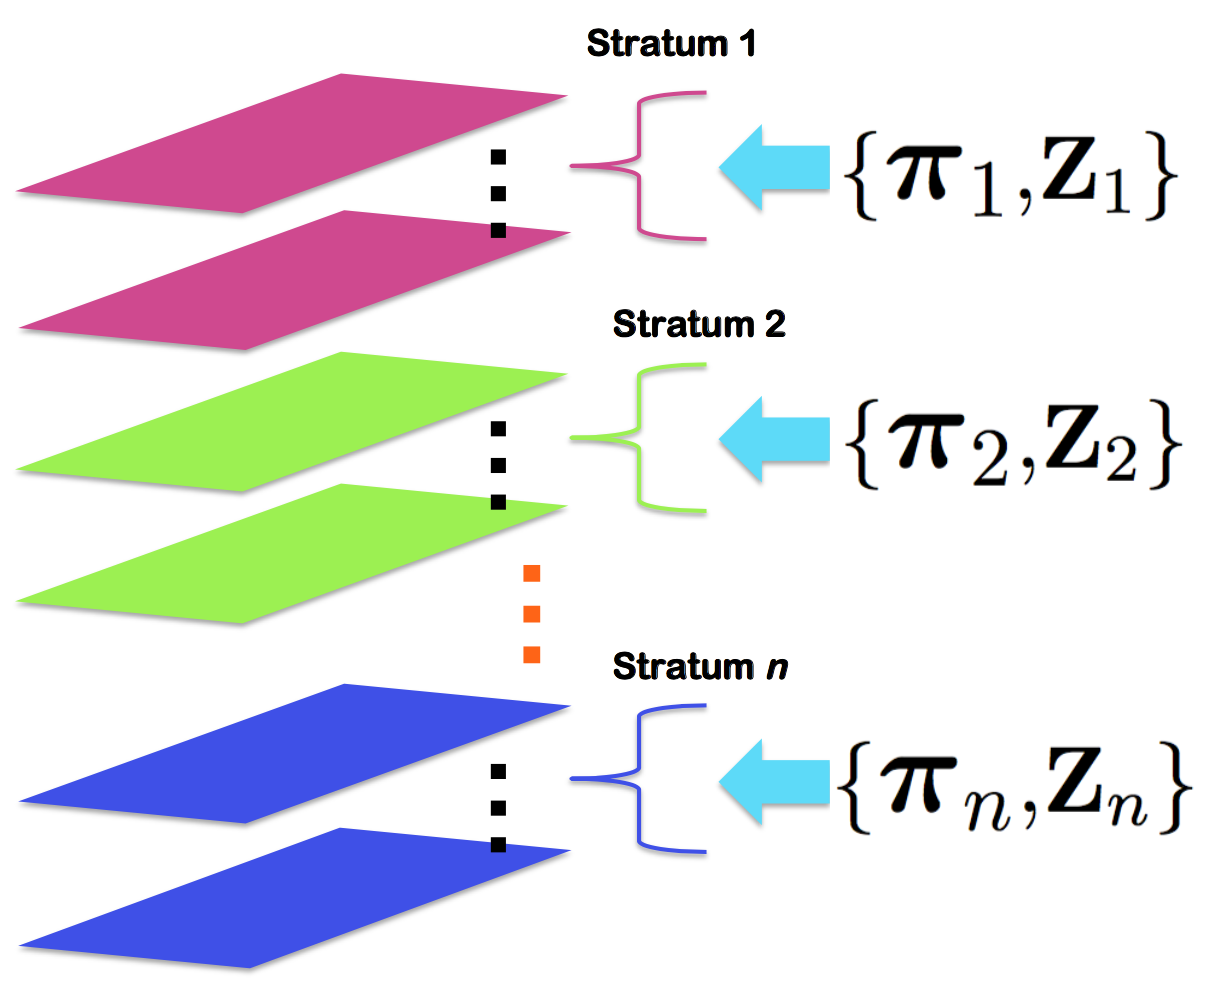 Stratum 1
{π₁,Z₁}
Stratum 2
{π₂,Z₂}
Stratum n
{πₙ,Zₙ}